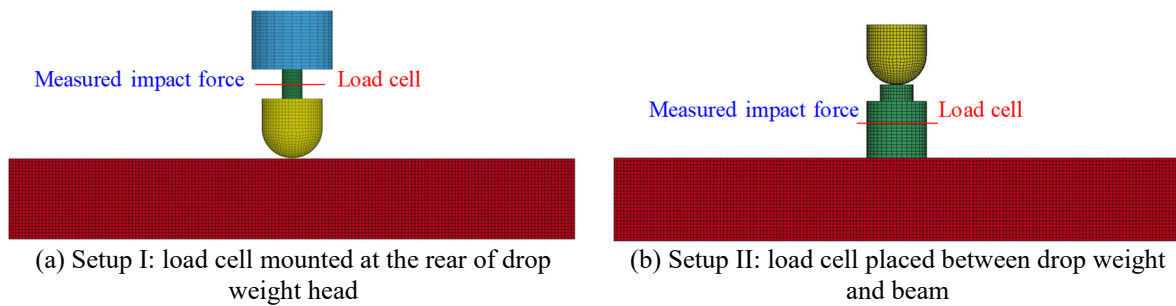 Measured impact force Load cell
Measured impact force Load cell
(a) Setup I: load cell mounted at the rear of drop
weight head
(b) Setup II: load cell placed between drop weight
and beam